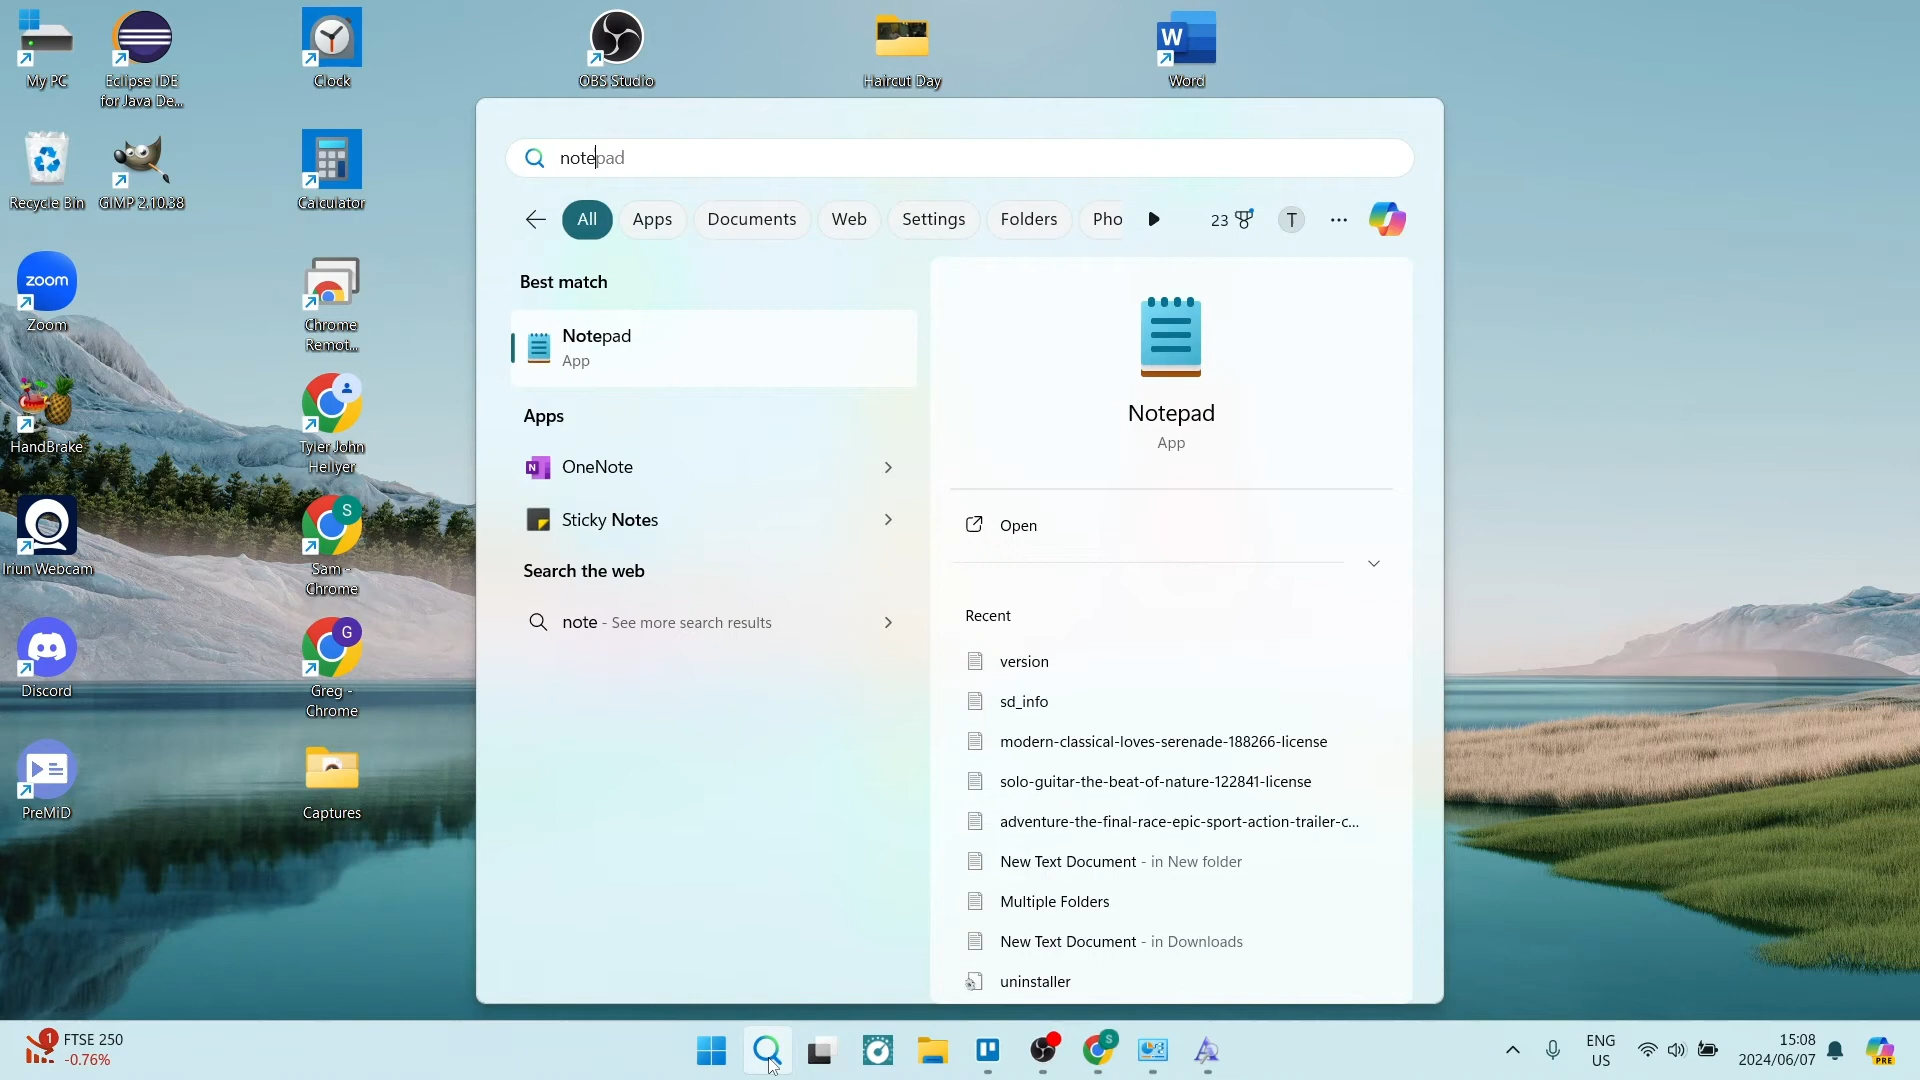 My PC
Eclipse IDE
for Java De...
Clock
OBS Studio
Haircut Day
W
Word
Recycle Bin
GIMP 2.10.38
Calculator
zoom
Zoom
Chrome
Remot...
HandBrake
Tyler John
Hellyer
Iriun Webcam
S
Sam -
Chrome
Discord
G
Greg -
Chrome
PreMiD
Captures
notepad
All
Apps
Documents
Web
Settings
Folders
Pho
23
T
Best match
Notepad
App
Apps
N
OneNote
Sticky Notes
Search the web
note - See more search results
Notepad
App
Open
Recent
version
sd_info
modern-classical-loves-serenade-188266-license
solo-guitar-the-beat-of-nature-122841-license
adventure-the-final-race-epic-sport-action-trailer-c...
New Text Document - in New folder
Multiple Folders
New Text Document - in Downloads
uninstaller
1
FTSE 250
-0.76%
S
ENG
US
15:08
2024/06/07
PRE